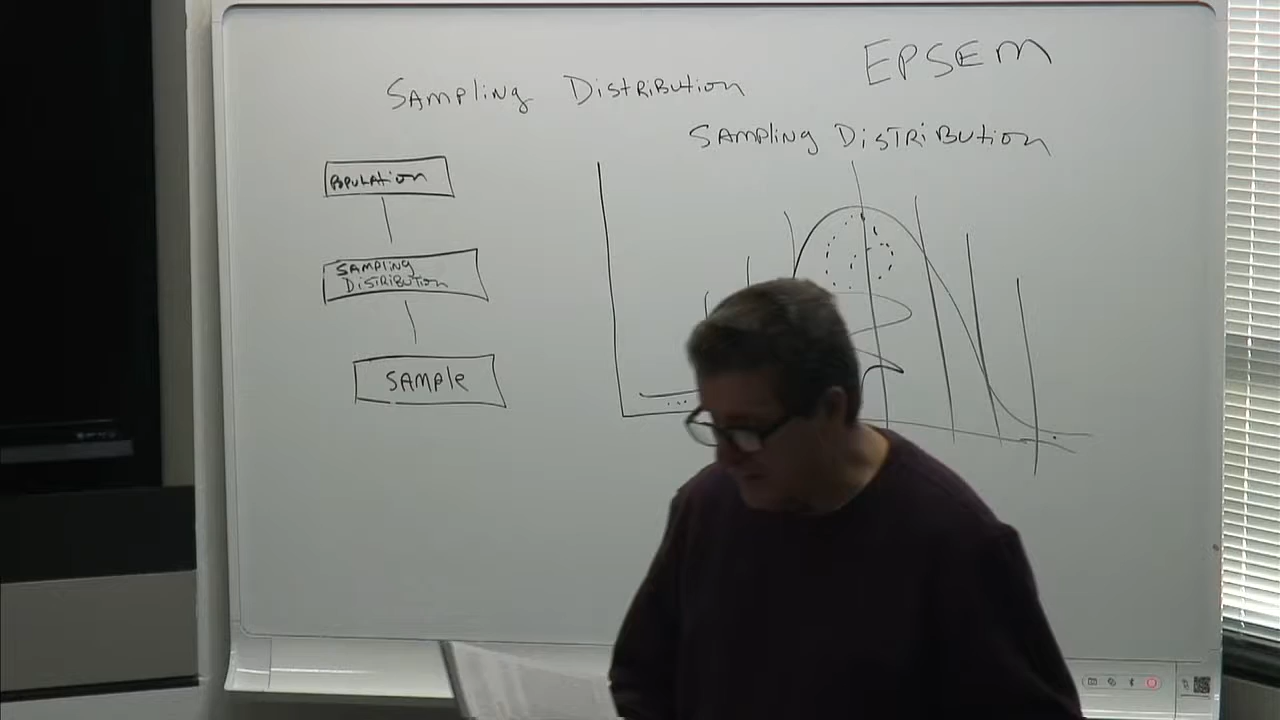 EPSEM
SAMPliNg DistRibution
SAMPliNg DiSTRiBution
POPULAtion
SAMPliNg
DiSTRiBUtion
SAMPle